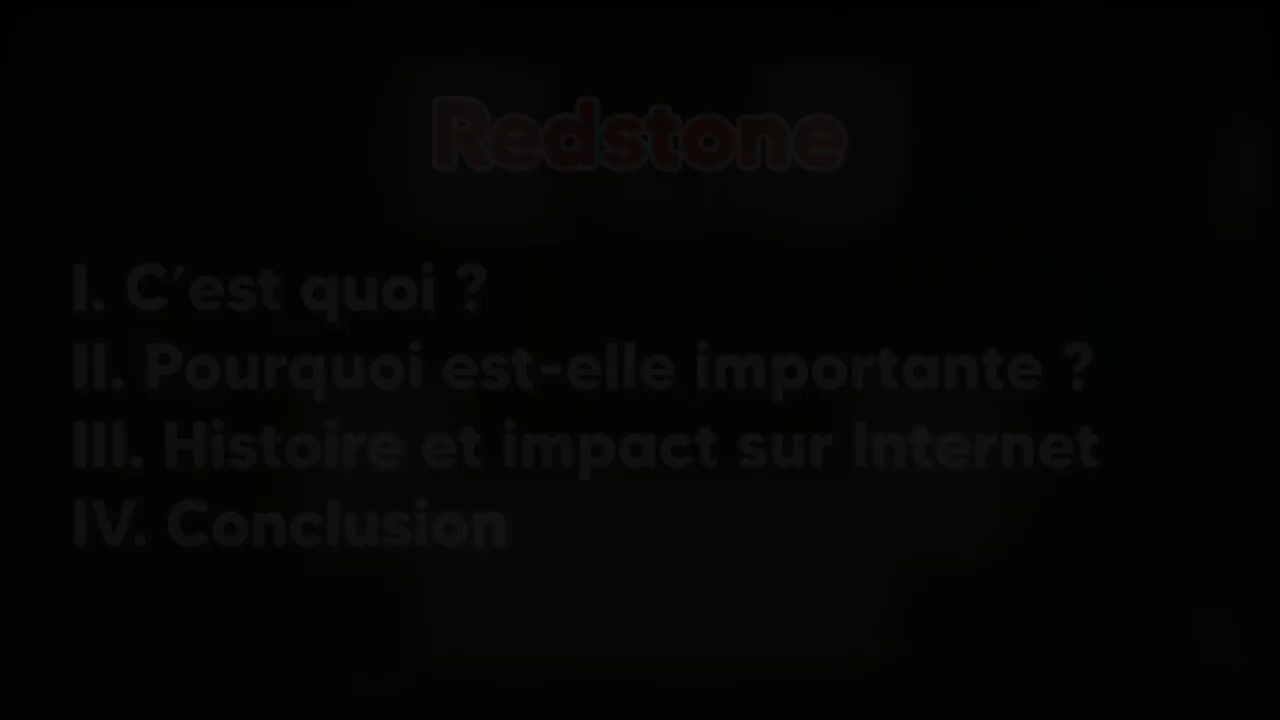 Redstone
I. C'est quoi ?
II. Pourquoi est-elle importante ?
III. Histoire et impact sur Internet
IV. Conclusion